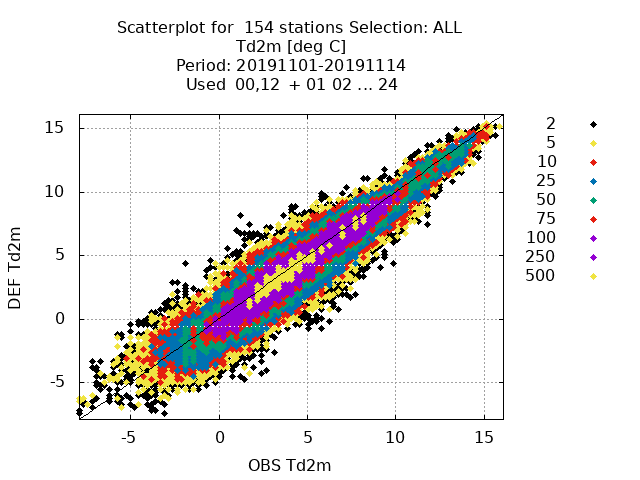 Scatterplot for  154 stations Selection: ALL
Td2m [deg C]
Period: 20191101-20191114
Used  00,12  + 01 02 ... 24
15
10
5
0
-5
DEF Td2m
-5 0 5 10 15
OBS Td2m
2
5
10
25
50
75
100
250
500